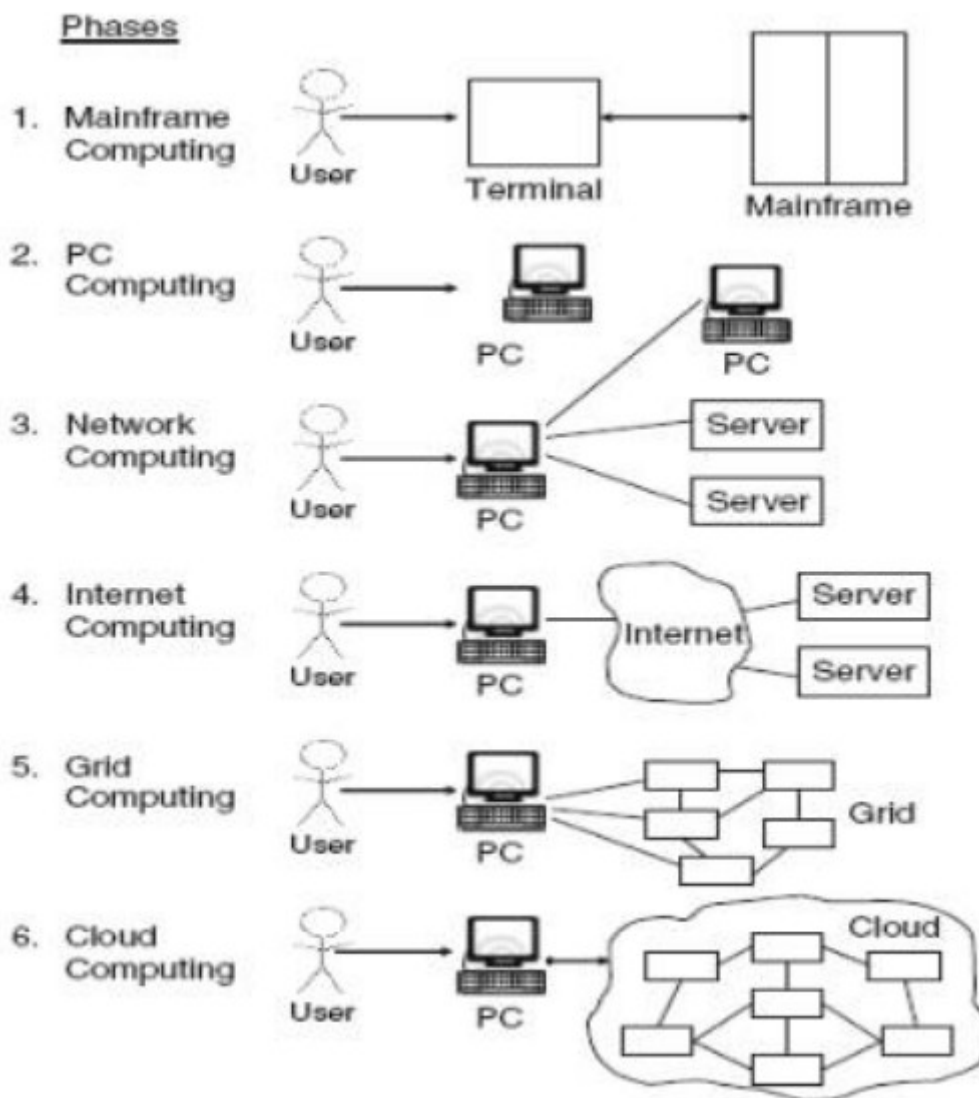 Phases
1. Mainframe
Computing
User
Terminal
Mainframe
2. PC
Computing
User
PC
PC
3. Network
Computing
User
PC
Server
Server
4. Internet
Computing
User
PC
Internet
Server
Server
5. Grid
Computing
User
PC
Grid
6. Cloud
Computing
User
PC
Cloud